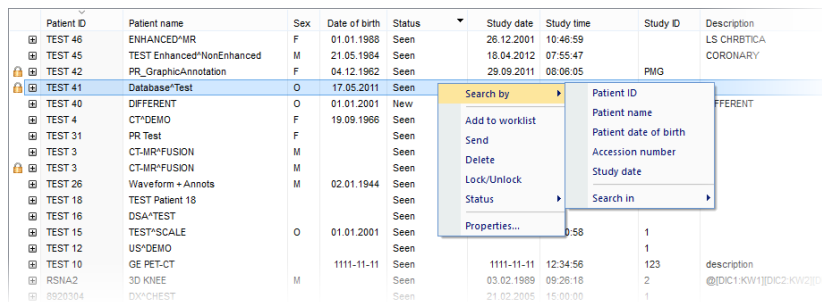 Patient ID Patient name Sex Date of birth Status Study date Study time Study ID Description
TEST 46 ENHANCED^MR F 01.01.1988 Seen 26.12.2001 10:46:59 LS CHRBTICA
TEST 45 TEST Enhanced^NonEnhanced M 21.05.1984 Seen 18.04.2012 07:55:47 CORONARY
TEST 42 PR_GraphicAnnotation F 04.12.1962 Seen 29.09.2011 08:06:05 PMG
TEST 41 Database^Test O 17.05.2011 Seen
Search by Patient ID
TEST 40 DIFFERENT O 01.01.2001 New FERENT
Patient name
TEST 4 CT^DEMO F 19.09.1966 Seen
Add to worklist Patient date of birth
TEST 31 PR Test F Seen
Send
TEST 3 CT-MR^FUSION M Seen
Delete Accession number
TEST 3 CT-MR^FUSION M Seen
Lock/Unlock Study date
TEST 26 Waveform + Annots M 02.01.1944 Seen
TEST 18 TEST Patient 18 Seen
Status Search in
TEST 16 DSA^TEST Seen
Properties...
TEST 15 TEST^SCALE O 01.01.2001 Seen 0:58 1
TEST 12 US^DEMO Seen 1
TEST 10 GE PET-CT 1111-11-11 Seen 1111-11-11 12:34:56 123 description
RSNA2 3D KNEE M Seen 03.02.1989 09:26:18 2 @[DIC1:KW1][DIC2:KW2][D
8920304 DX^CHEST Seen 21.02.2005 15:00:00 1